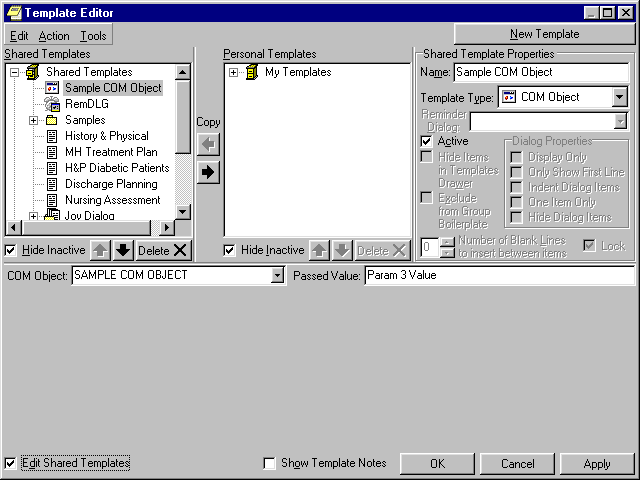 Template Editor
Edit Action Tools
New Template
Shared Templates
Shared Templates
Sample COM Object
RemDLG
Samples
History & Physical
MH Treatment Plan
H&P Diabetic Patients
Discharge Planning
Nursing Assessment
Joy Dialog
Hide Inactive
Delete
Copy
Personal Templates
My Templates
Hide Inactive
Delete
Shared Template Properties
Name: Sample COM Object
Template Type: COM Object
Reminder
Dialog:
Active
Hide Items
in Templates
Drawer
Exclude
from Group
Boilerplate
Dialog Properties
Display Only
Only Show First Line
Indent Dialog Items
One Item Only
Hide Dialog Items
0 Number of Blank Lines
to insert between items
Lock
COM Object: SAMPLE COM OBJECT
Passed Value: Param 3 Value
Edit Shared Templates
Show Template Notes
OK
Cancel
Apply